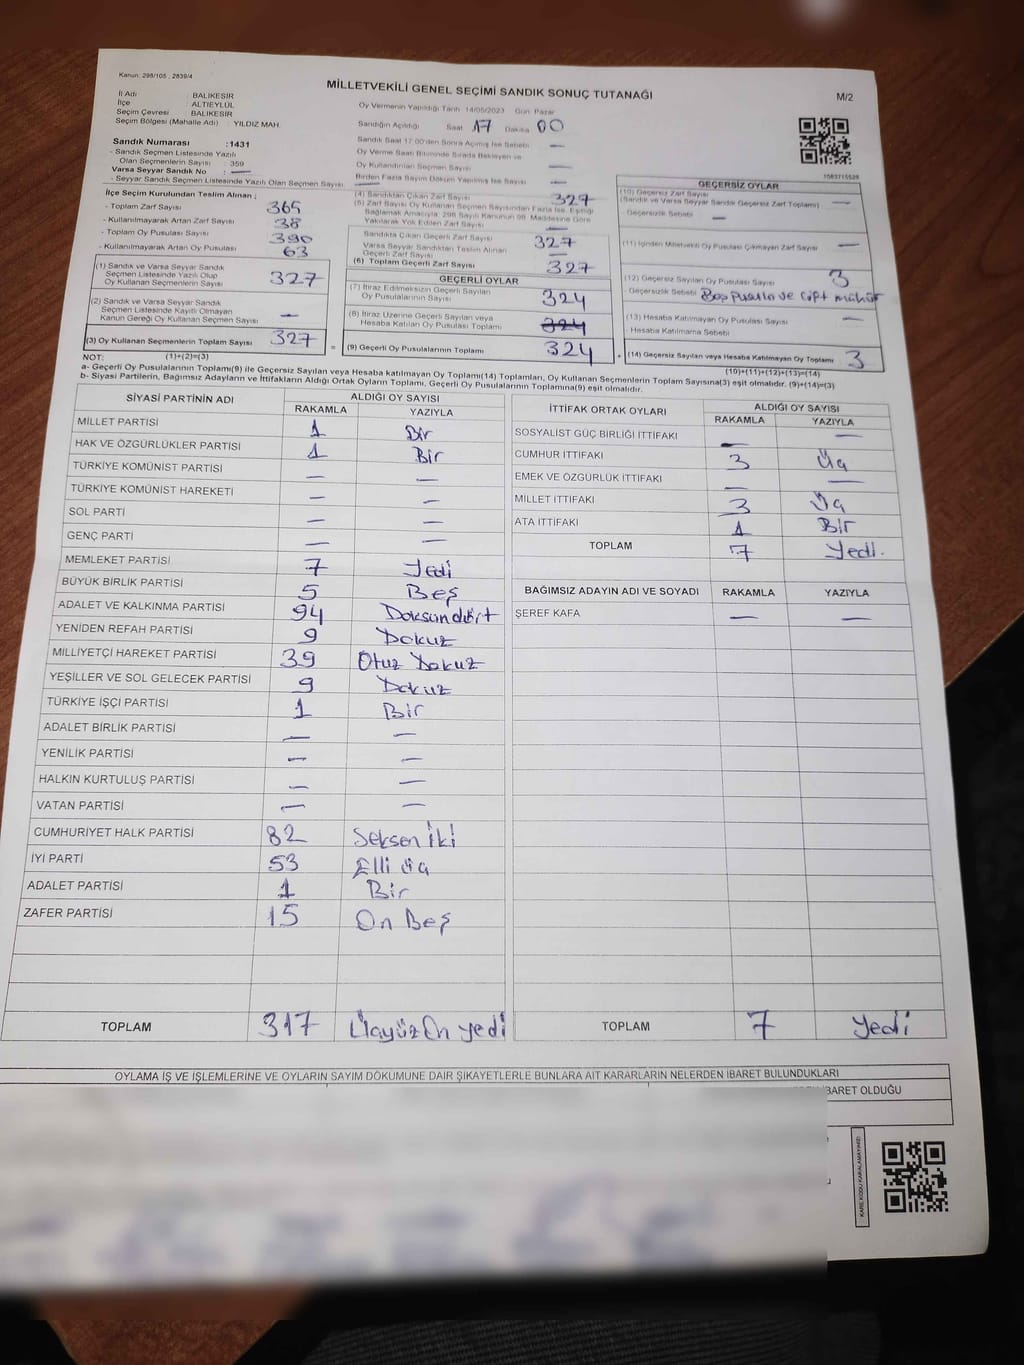 Kanun: 298/105 , 2839/4
MİLLETVEKİLİ GENEL SEÇİMİ SANDIK SONUÇ TUTANAĞI
M/2
İl Adı : BALIKESİR
İlçe : ALTIEYLÜL
Seçim Çevresi : BALIKESİR
Seçim Bölgesi (Mahalle Adı) : YILDIZ MAH.
Sandık Numarası :1431
- Sandık Seçmen Listesinde Yazılı
Olan Seçmenlerin Sayısı : 359
Varsa Seyyar Sandık No : —
- Seyyar Sandık Seçmen Listesinde Yazılı Olan Seçmen Sayısı: —
Oy Vermenin Yapıldığı Tarih 14/05/2023 Gün Pazar
Sandığın Açıldığı Saat 17 Dakika 00
Sandık Saat 17:00'den Sonra Açılmış İse Sebebi —
Oy Verme Saati Bitiminde Sırada Bekleyen ve
Oy Kullandırılan Seçmen Sayısı —
Birden Fazla Sayım Döküm Yapılmış İse Sayısı —
İlçe Seçim Kurulundan Teslim Alınan ;
- Toplam Zarf Sayısı 365
- Kullanılmayarak Artan Zarf Sayısı 38
- Toplam Oy Pusulası Sayısı 390
- Kullanılmayarak Artan Oy Pusulası 63
(1) Sandık ve Varsa Seyyar Sandık
Seçmen Listesinde Yazılı Olup
Oy Kullanan Seçmenlerin Sayısı 327
(2) Sandık ve Varsa Seyyar Sandık
Seçmen Listesinde Kayıtlı Olmayan
Kanun Gereği Oy Kullanan Seçmen Sayısı —
(3) Oy Kullanan Seçmenlerin Toplam Sayısı 327
(1)+(2)=(3)
(4) Sandıktan Çıkan Zarf Sayısı 327
(5) Zarf Sayısı Oy Kullanan Seçmen Sayısından Fazla İse, Eşitliği
Sağlamak Amacıyla, 298 Sayılı Kanunun 98. Maddesine Göre
Yakılarak Yok Edilen Zarf Sayısı —
Sandıkta Çıkan Geçerli Zarf Sayısı 327
Varsa Seyyar Sandıktan Teslim Alınan
Geçerli Zarf Sayısı —
(6) Toplam Geçerli Zarf Sayısı 327
GEÇERLİ OYLAR
(7) İtiraz Edilmeksizin Geçerli Sayılan
Oy Pusulalarının Sayısı 324
(8) İtiraz Üzerine Geçerli Sayılan veya
Hesaba Katılan Oy Pusulası Toplamı 324
= (9) Geçerli Oy Pusulalarının Toplamı 324
GEÇERSİZ OYLAR
(10) Geçersiz Zarf Sayısı
(Sandık ve Varsa Seyyar Sandık Geçersiz Zarf Toplamı) —
Geçersizlik Sebebi —
(11) İçinden Milletvekili Oy Pusulası Çıkmayan Zarf Sayısı —
(12) Geçersiz Sayılan Oy Pusulası Sayısı 3
Geçersizlik Sebebi
(13) Hesaba Katılmayan Oy Pusulası Sayısı —
Hesaba Katılmama Sebebi
+ (14) Geçersiz Sayılan veya Hesaba Katılmayan Oy Toplamı 3
(10)+(11)+(12)+(13)=(14)
NOT:
a- Geçerli Oy Pusulaları Toplamı(9) ile Geçersiz Sayılan veya Hesaba katılmayan Oy Toplamı(14) Toplamları, Oy Kullanan Seçmenlerin Toplam Sayısına(3) eşit olmalıdır. (9)+(14)=(3)
b- Siyasi Partilerin, Bağımsız Adayların ve İttifakların Aldığı Ortak Oyların Toplamı, Geçerli Oy Pusulalarının Toplamına(9) eşit olmalıdır.
SİYASİ PARTİNİN ADI ALDIĞI OY SAYISI
RAKAMLA YAZIYLA
MİLLET PARTİSİ 1 Bir
HAK VE ÖZGÜRLÜKLER PARTİSİ 1 Bir
TÜRKİYE KOMÜNİST PARTİSİ — —
TÜRKİYE KOMÜNİST HAREKETİ — —
SOL PARTİ — —
GENÇ PARTİ — —
MEMLEKET PARTİSİ 7 Yedi
BÜYÜK BİRLİK PARTİSİ 5 Beş
ADALET VE KALKINMA PARTİSİ 94 Doksandört
YENİDEN REFAH PARTİSİ 9 Dokuz
MİLLİYETÇİ HAREKET PARTİSİ 39 Otuz Dokuz
YEŞİLLER VE SOL GELECEK PARTİSİ 9 Dokuz
TÜRKİYE İŞÇİ PARTİSİ 1 Bir
ADALET BİRLİK PARTİSİ — —
YENİLİK PARTİSİ — —
HALKIN KURTULUŞ PARTİSİ — —
VATAN PARTİSİ — —
CUMHURİYET HALK PARTİSİ 82 Seksen iki
İYİ PARTİ 53 Elli üç
ADALET PARTİSİ 1 Bir
ZAFER PARTİSİ 15 On Beş
TOPLAM 317 Üçyüz On yedi
İTTİFAK ORTAK OYLARI ALDIĞI OY SAYISI
RAKAMLA YAZIYLA
SOSYALİST GÜÇ BİRLİĞİ İTTİFAKI — —
CUMHUR İTTİFAKI 3 Üç
EMEK VE ÖZGÜRLÜK İTTİFAKI — —
MİLLET İTTİFAKI 3 Üç
ATA İTTİFAKI 1 Bir
TOPLAM 7 Yedi.
BAĞIMSIZ ADAYIN ADI VE SOYADI RAKAMLA YAZIYLA
ŞEREF KAFA — —
TOPLAM 7 Yedi
OYLAMA İŞ VE İŞLEMLERİNE VE OYLARIN SAYIM DÖKÜMÜNE DAİR ŞİKAYETLERLE BUNLARA AİT KARARLARIN NELERDEN İBARET BULUNDUKLARI
İBARET OLDUĞU
KARE KODU KARALAMAYINIZ!